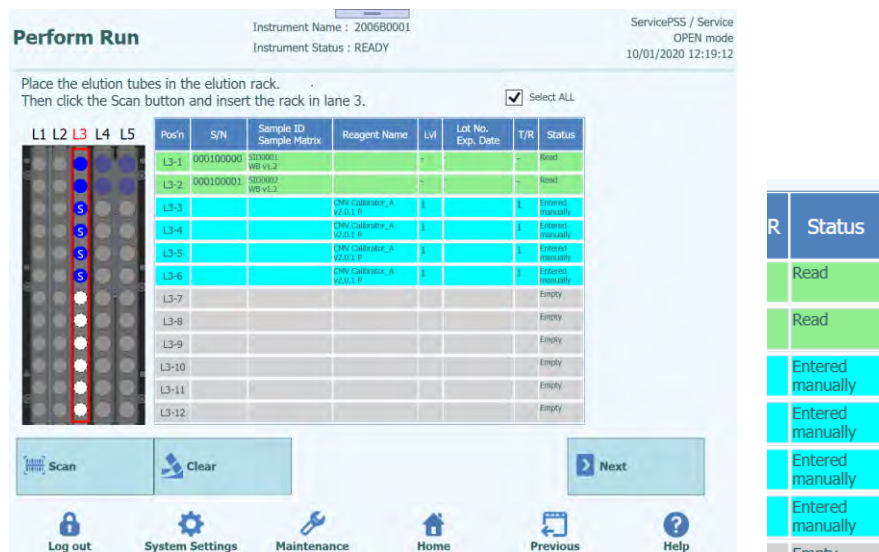 Perform Run
Instrument Name : 2006B0001
Instrument Status : READY
ServicePSS / Service
OPEN mode
10/01/2020 12:19:12
Place the elution tubes in the elution rack.
Then click the Scan button and insert the rack in lane 3.
Select ALL
L1 L2 L3 L4 L5
Pos'n S/N Sample ID Sample Matrix Reagent Name Lvl Lot No. Exp. Date T/R Status
L3-1 000100000 SID0001 WB v1.2 - - Read
L3-2 000100001 SID0002 WB v1.2 - - Read
L3-3 CMV Calibrator_A v2.0.1 P 1 1 Entered manually
L3-4 CMV Calibrator_A v2.0.1 P 1 1 Entered manually
L3-5 CMV Calibrator_A v2.0.1 P 1 1 Entered manually
L3-6 CMV Calibrator_A v2.0.1 P 1 1 Entered manually
L3-7 Empty
L3-8 Empty
L3-9 Empty
L3-10 Empty
L3-11 Empty
L3-12 Empty
S
S
S
S
Scan
Clear
Next
Log out
System Settings
Maintenance
Home
Previous
Help
R Status
Read
Read
Entered
manually
Entered
manually
Entered
manually
Entered
manually
Empty